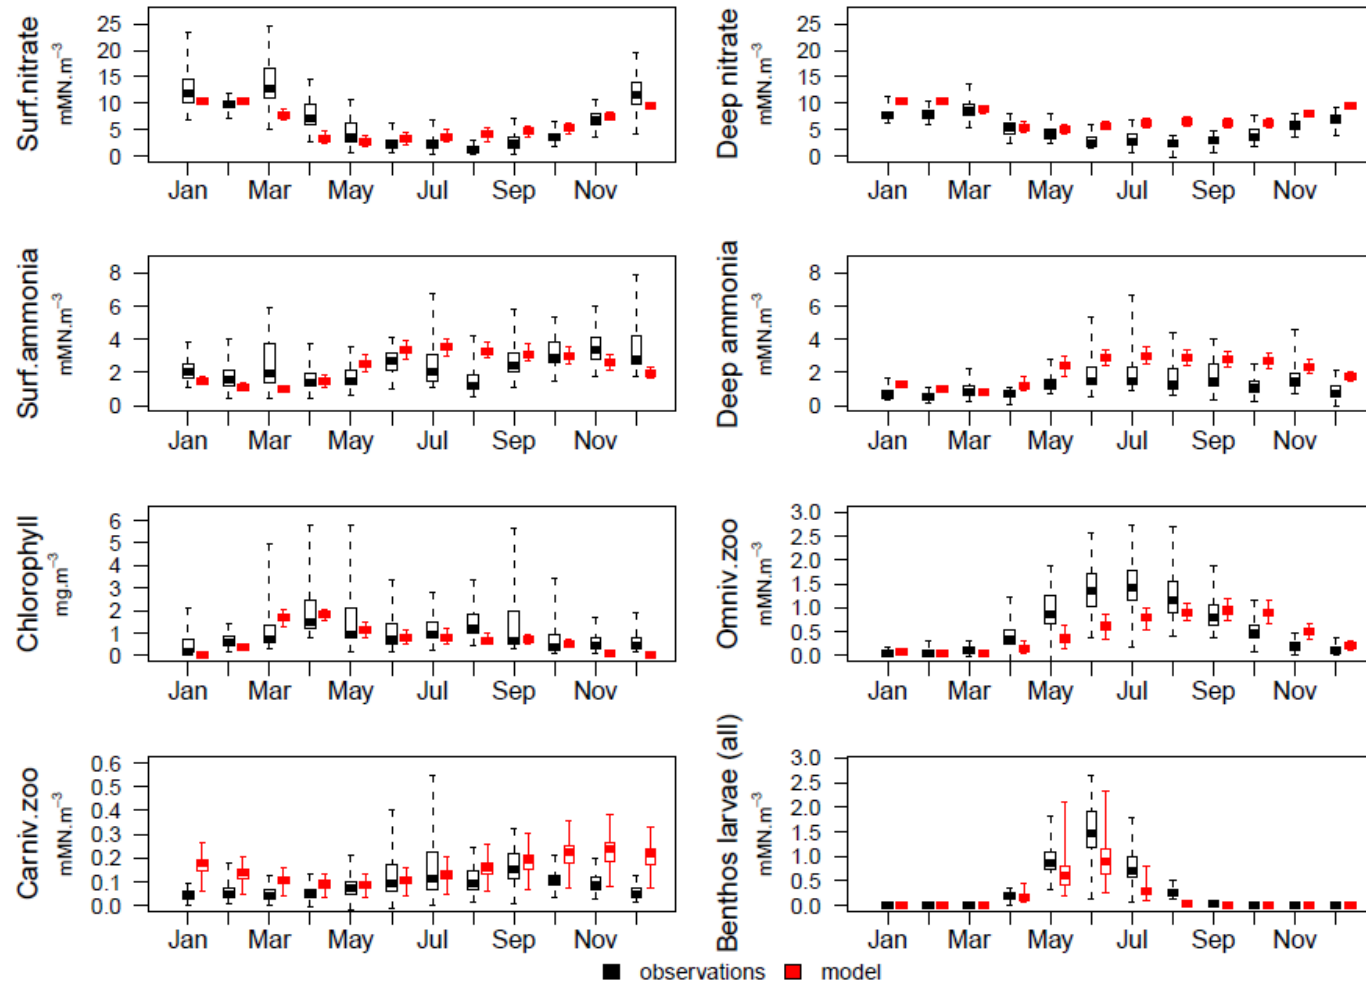 Surf.nitrate
mMN.m⁻³
25
20
15
10
5
0
Jan Mar May Jul Sep Nov
Deep nitrate
mMN.m⁻³
25
20
15
10
5
0
Jan Mar May Jul Sep Nov
Surf.ammonia
mMN.m⁻³
8
6
4
2
0
Jan Mar May Jul Sep Nov
Deep ammonia
mMN.m⁻³
8
6
4
2
0
Jan Mar May Jul Sep Nov
Chlorophyll
mg.m⁻³
6
5
4
3
2
1
0
Jan Mar May Jul Sep Nov
Omniv.zoo
mMN.m⁻³
3.0
2.5
2.0
1.5
1.0
0.5
0.0
Jan Mar May Jul Sep Nov
Carniv.zoo
mMN.m⁻³
0.6
0.5
0.4
0.3
0.2
0.1
0.0
Jan Mar May Jul Sep Nov
Benthos larvae (all)
mMN.m⁻³
3.0
2.5
2.0
1.5
1.0
0.5
0.0
Jan Mar May Jul Sep Nov
observations model